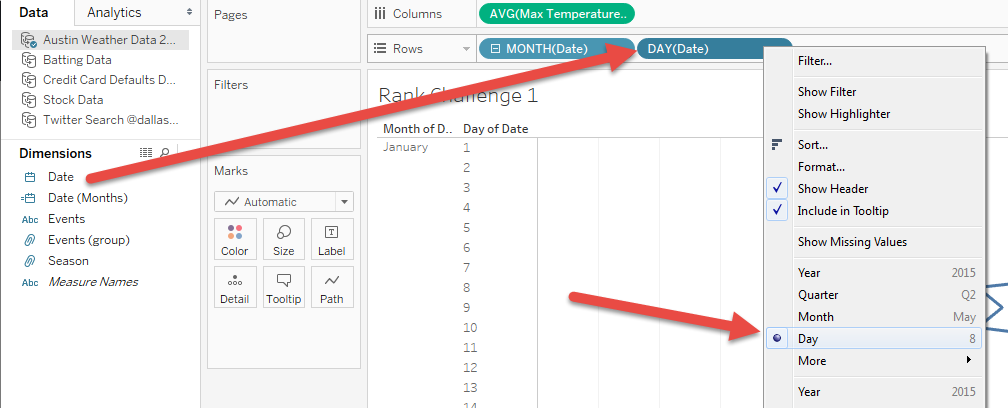 Data
Analytics
Austin Weather Data 2...
Batting Data
Credit Card Defaults D...
Stock Data
Twitter Search @dallas...
Dimensions
Date
Date (Months)
Abc Events
Events (group)
Season
Abc Measure Names
Pages
Filters
Marks
Automatic
Color
Size
T
Label
Detail
Tooltip
Path
Columns
AVG(Max Temperature..
Rows
MONTH(Date)
DAY(Date)
Rank Challenge 1
Month of D.. Day of Date
January 1
2
3
4
5
6
7
8
9
10
11
12
13
14
Filter...
Show Filter
Show Highlighter
Sort...
Format...
Show Header
Include in Tooltip
Show Missing Values
Year 2015
Quarter Q2
Month May
Day 8
More
Year 2015